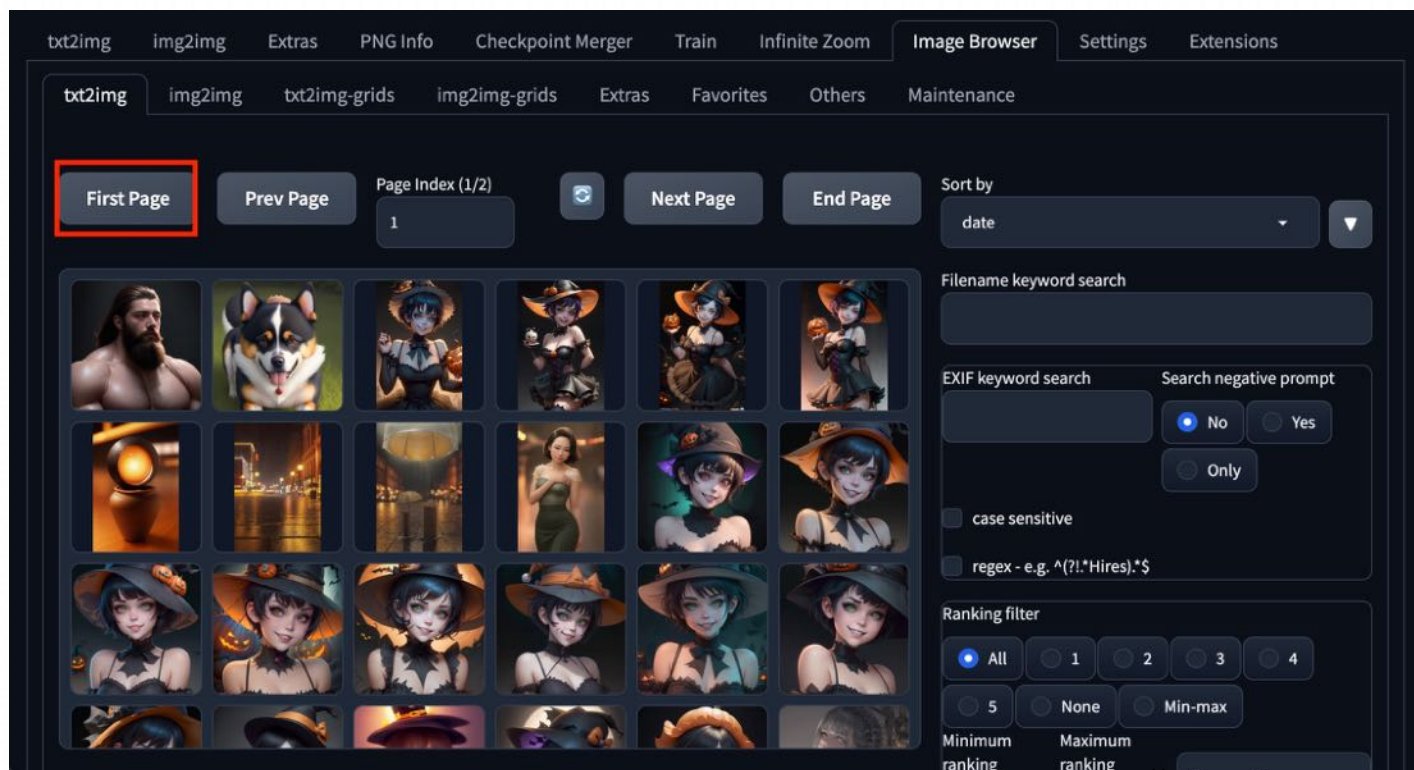 txt2img img2img Extras PNG Info Checkpoint Merger Train Infinite Zoom Image Browser Settings Extensions
txt2img img2img txt2img-grids img2img-grids Extras Favorites Others Maintenance
First Page Prev Page Page Index (1/2) Next Page End Page Sort by
1 date
Filename keyword search
EXIF keyword search Search negative prompt
No Yes
Only
case sensitive
regex - e.g. ^(?!.*Hires).*$
Ranking filter
All 1 2 3 4
5 None Min-max
Minimum Maximum
ranking ranking